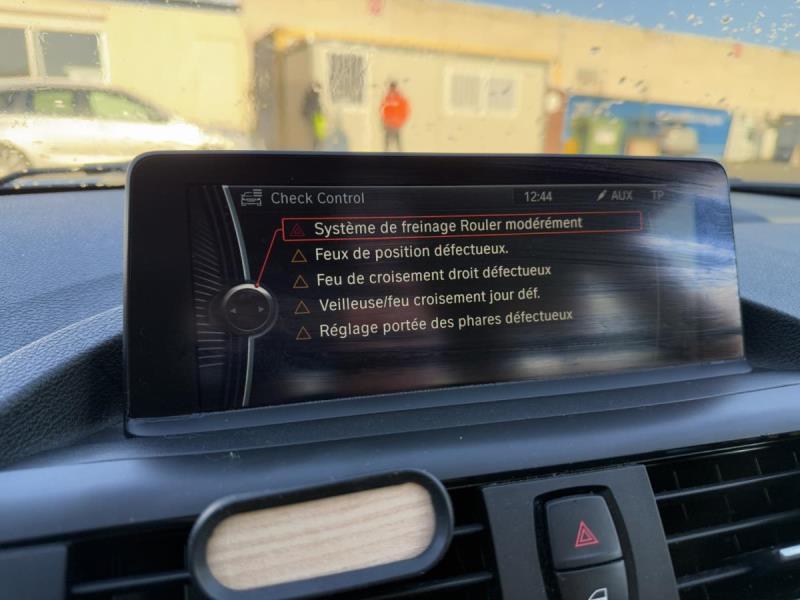 Check Control
12:44
AUX
TP
Système de freinage Rouler modérément
Feux de position défectueux.
Feu de croisement droit défectueux
Veilleuse/feu croisement jour déf.
Réglage portée des phares défectueux